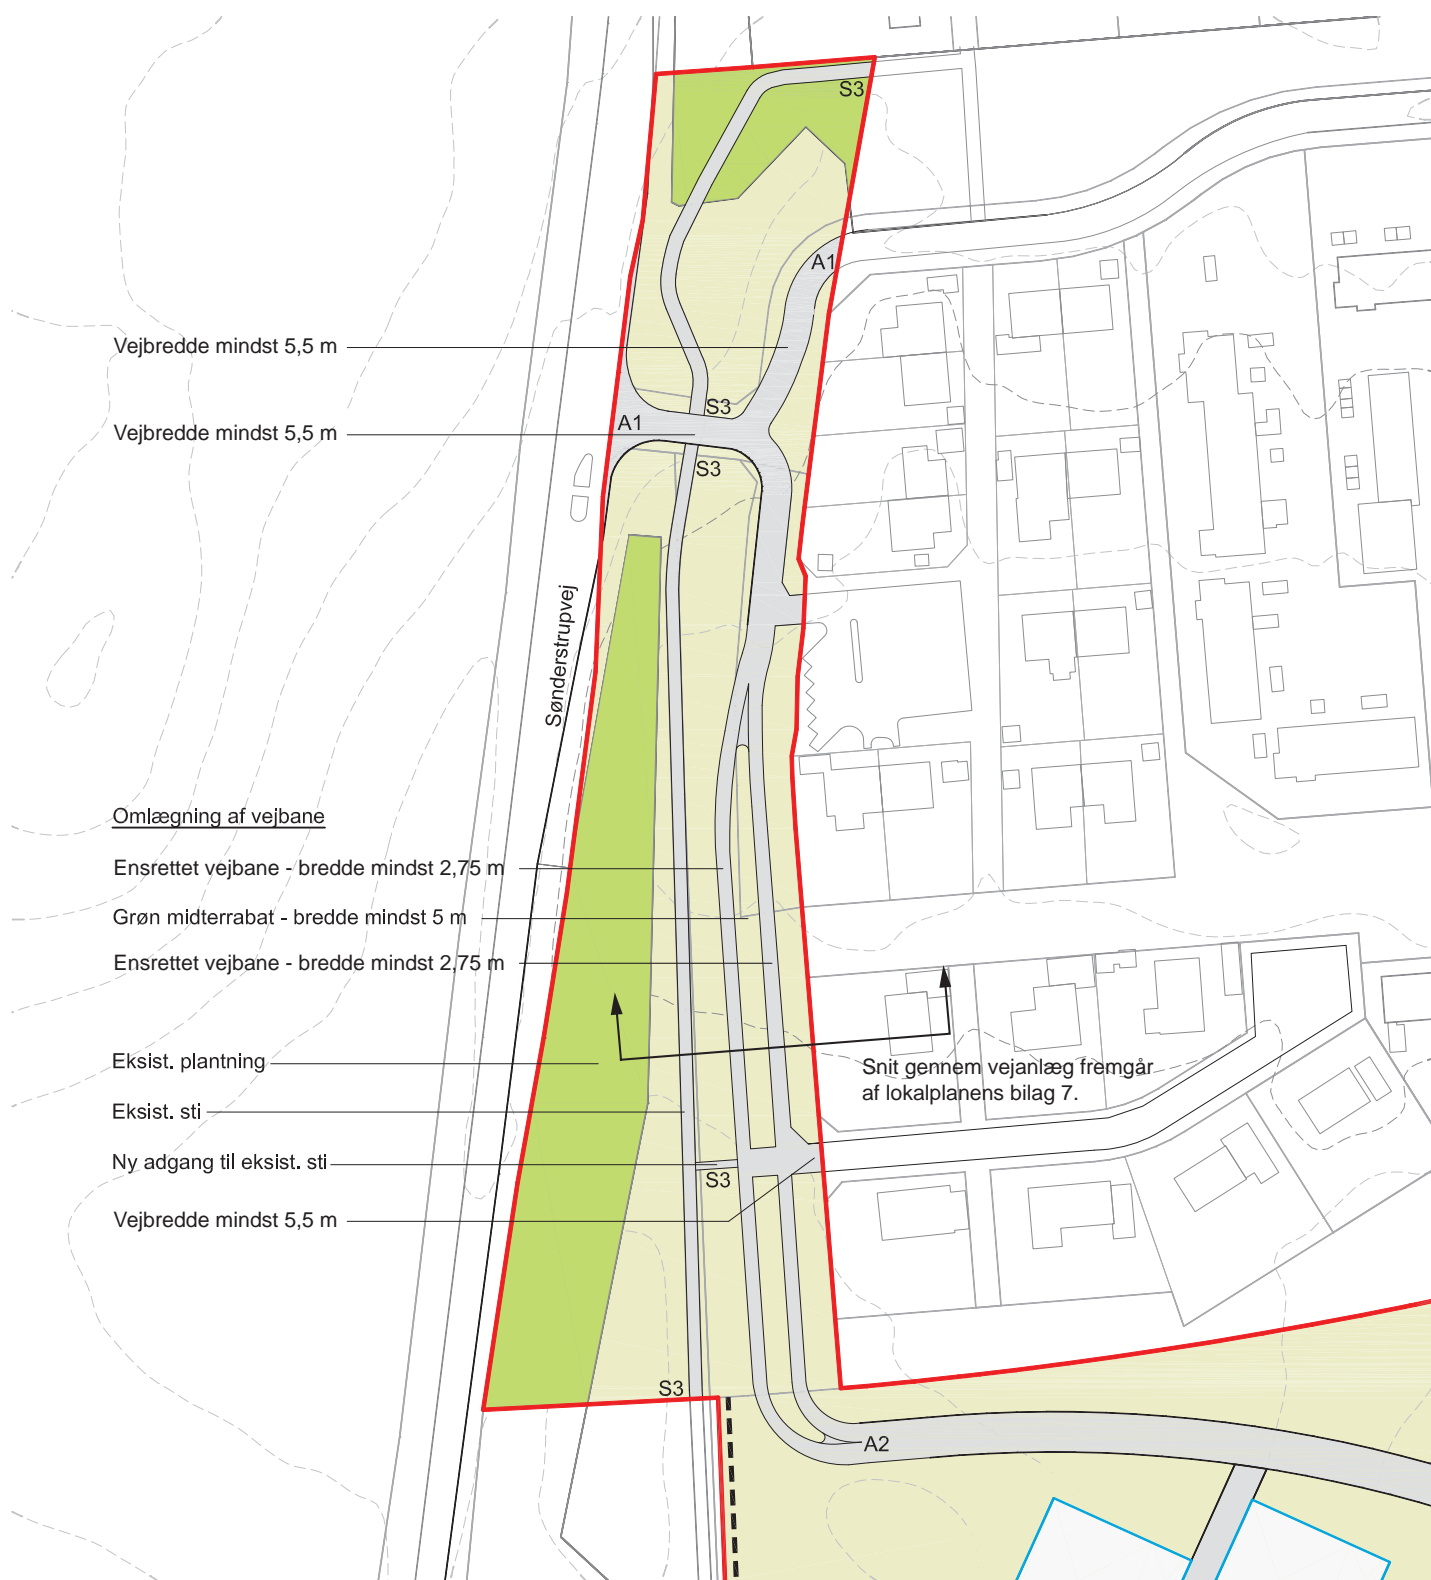 S3
A1
Vejbredde mindst 5,5 m
S3
A1
Vejbredde mindst 5,5 m
S3
Sønderstrupvej
Omlægning af vejbane
Ensrettet vejbane - bredde mindst 2,75 m
Grøn midterrabat - bredde mindst 5 m
Ensrettet vejbane - bredde mindst 2,75 m
Eksist. plantning
Snit gennem vejanlæg fremgår
af lokalplanens bilag 7.
Eksist. sti
Ny adgang til eksist. sti
S3
Vejbredde mindst 5,5 m
S3
A2